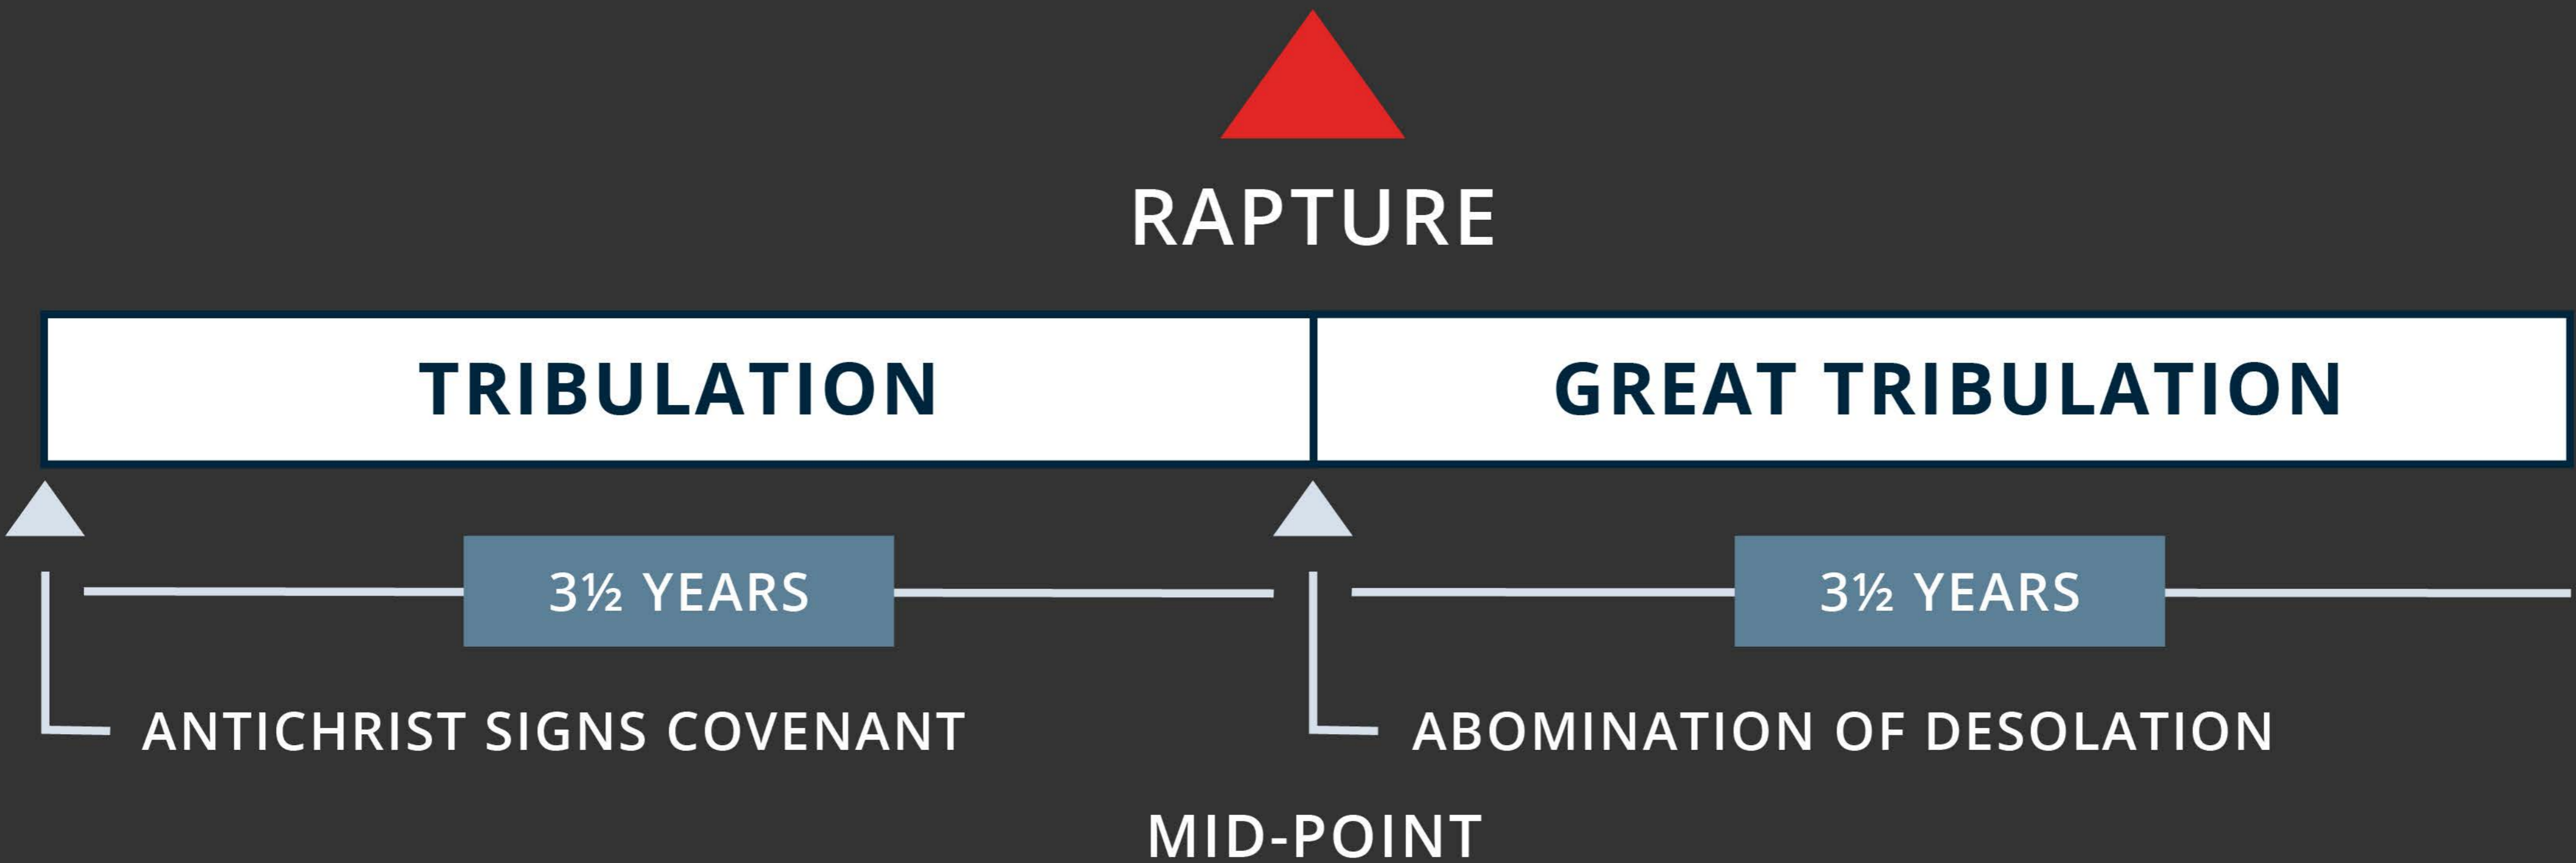 RAPTURE
TRIBULATION
GREAT TRIBULATION
3½ YEARS
3½ YEARS
ANTICHRIST SIGNS COVENANT
ABOMINATION OF DESOLATION
MID-POINT